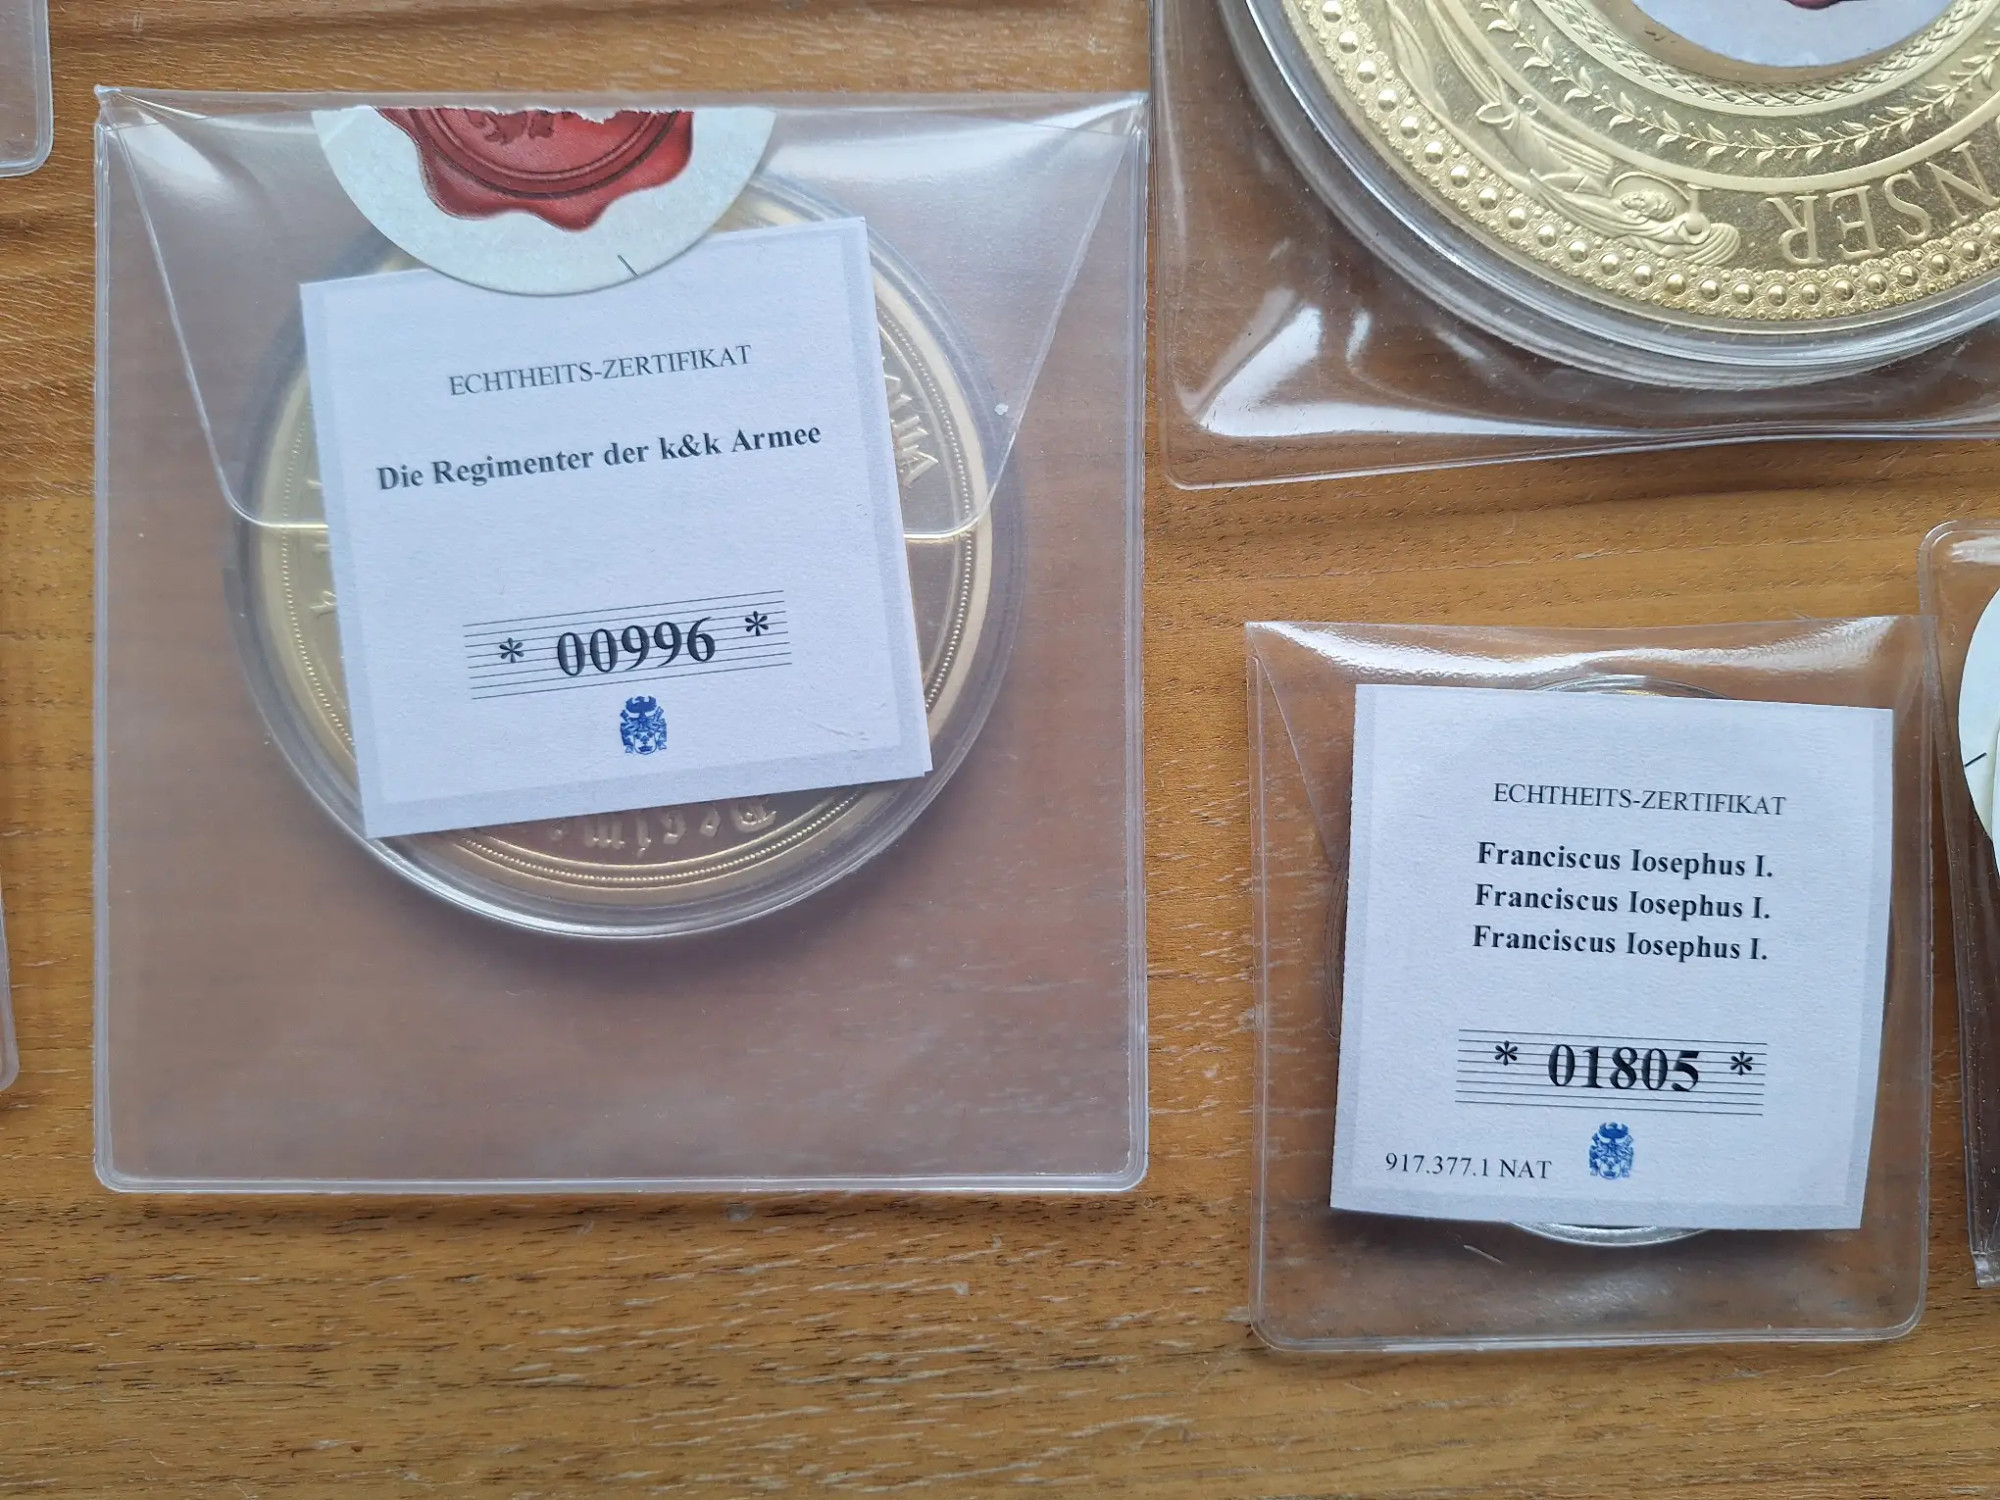 NSER
ECHTHEITS-ZERTIFIKAT
Die Regimenter der k&k Armee
* 00996 *
ECHTHEITS-ZERTIFIKAT
Franciscus Iosephus I.
Franciscus Iosephus I.
Franciscus Iosephus I.
* 01805 *
917.377.1 NAT